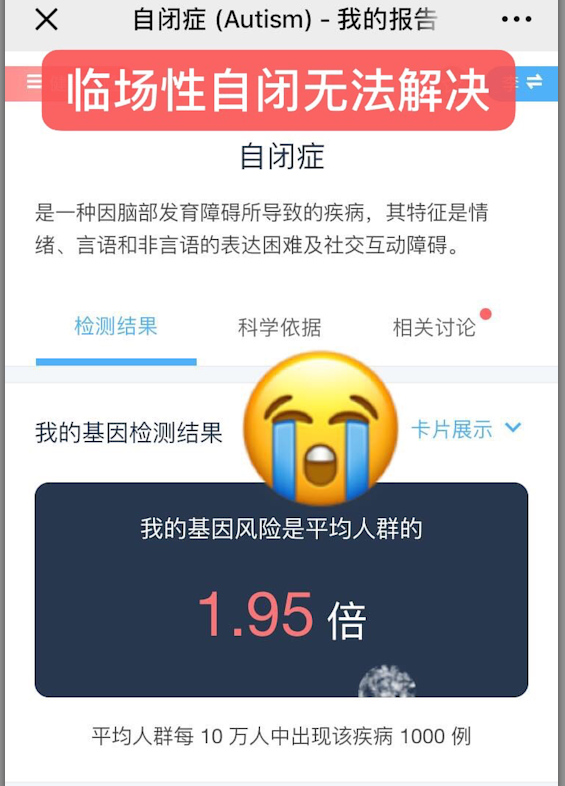 自闭症 (Autism) - 我的报告
临场性自闭无法解决
自闭症
是一种因脑部发育障碍所导致的疾病，其特征是情
绪、言语和非言语的表达困难及社交互动障碍。
检测结果 科学依据 相关讨论
我的基因检测结果 卡片展示
我的基因风险是平均人群的
1.95 倍
平均人群每 10 万人中出现该疾病 1000 例